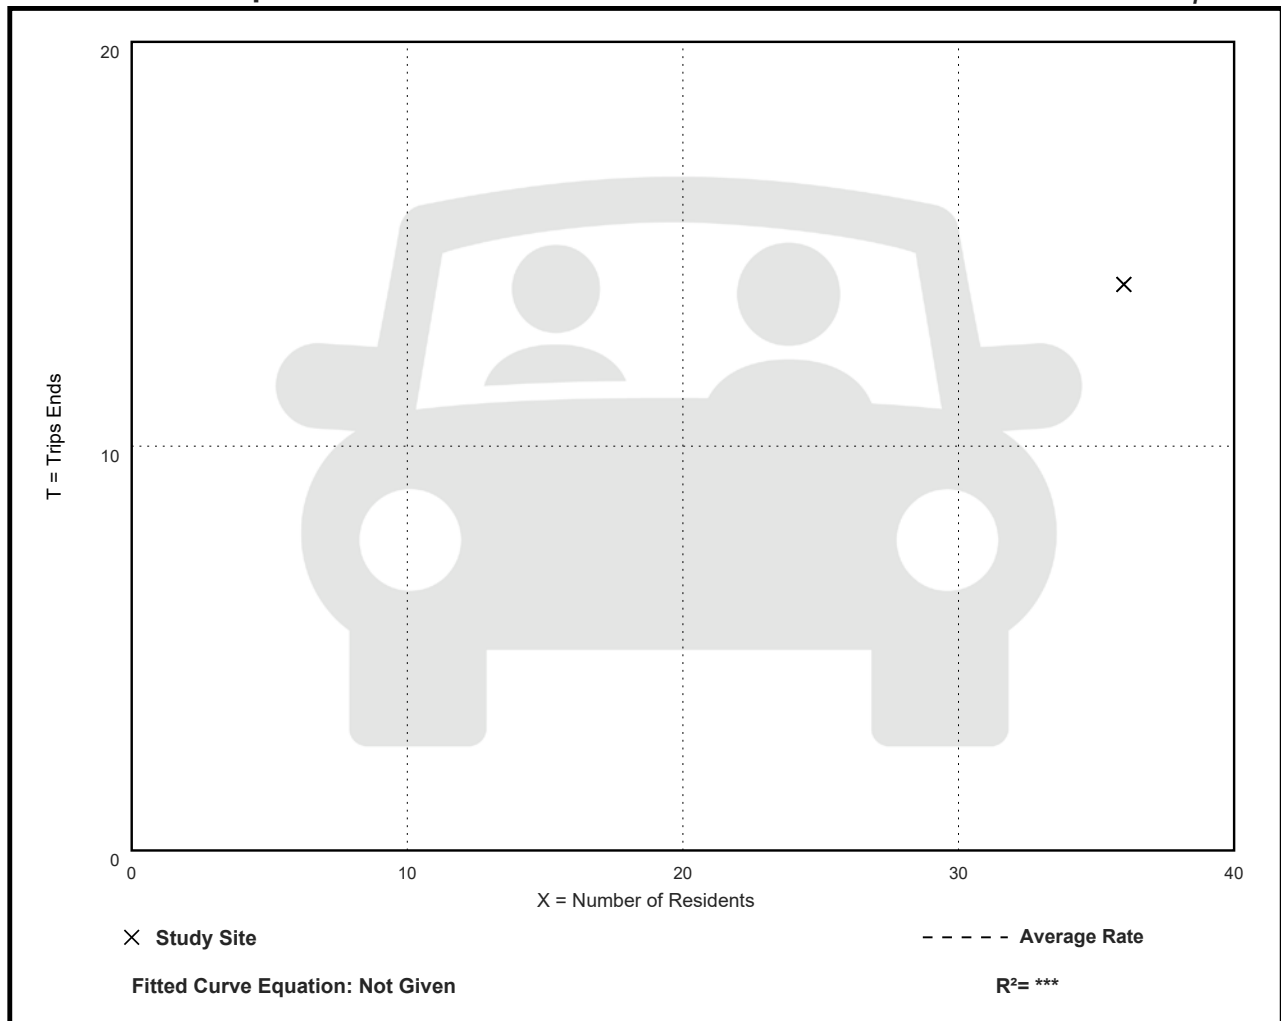 20
10
0
T = Trips Ends
0 10 20 30 40
X = Number of Residents
Study Site
Average Rate
Fitted Curve Equation: Not Given
R²= ***